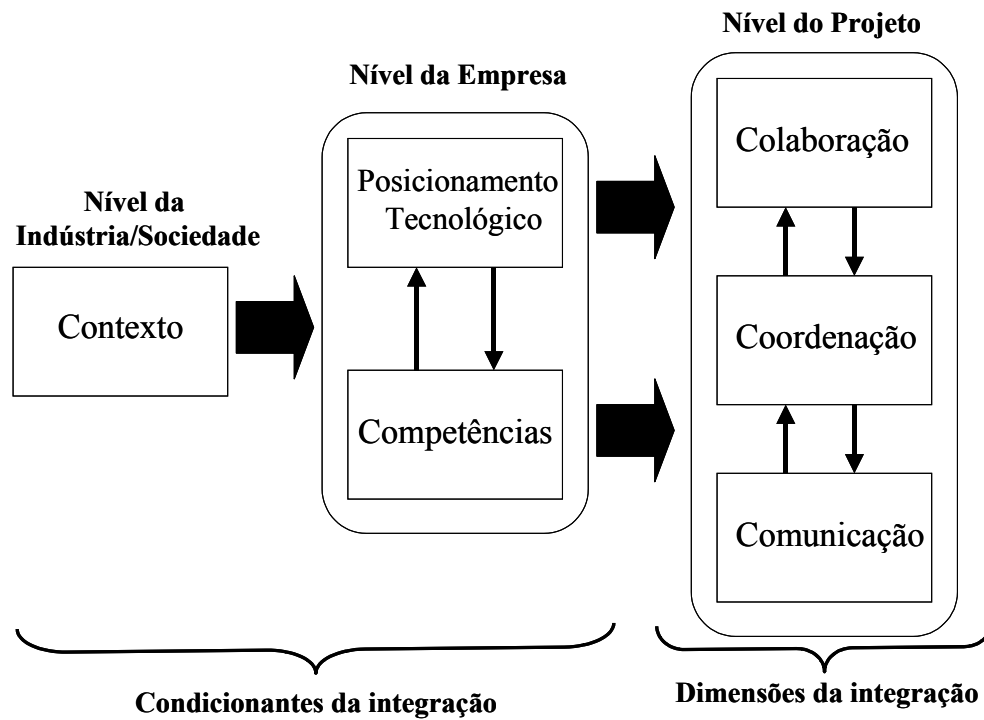 Nível da
Indústria/Sociedade
Contexto
Nível da Empresa
Posicionamento
Tecnológico
Competências
Nível do Projeto
Colaboração
Coordenação
Comunicação
Condicionantes da integração
Dimensões da integração